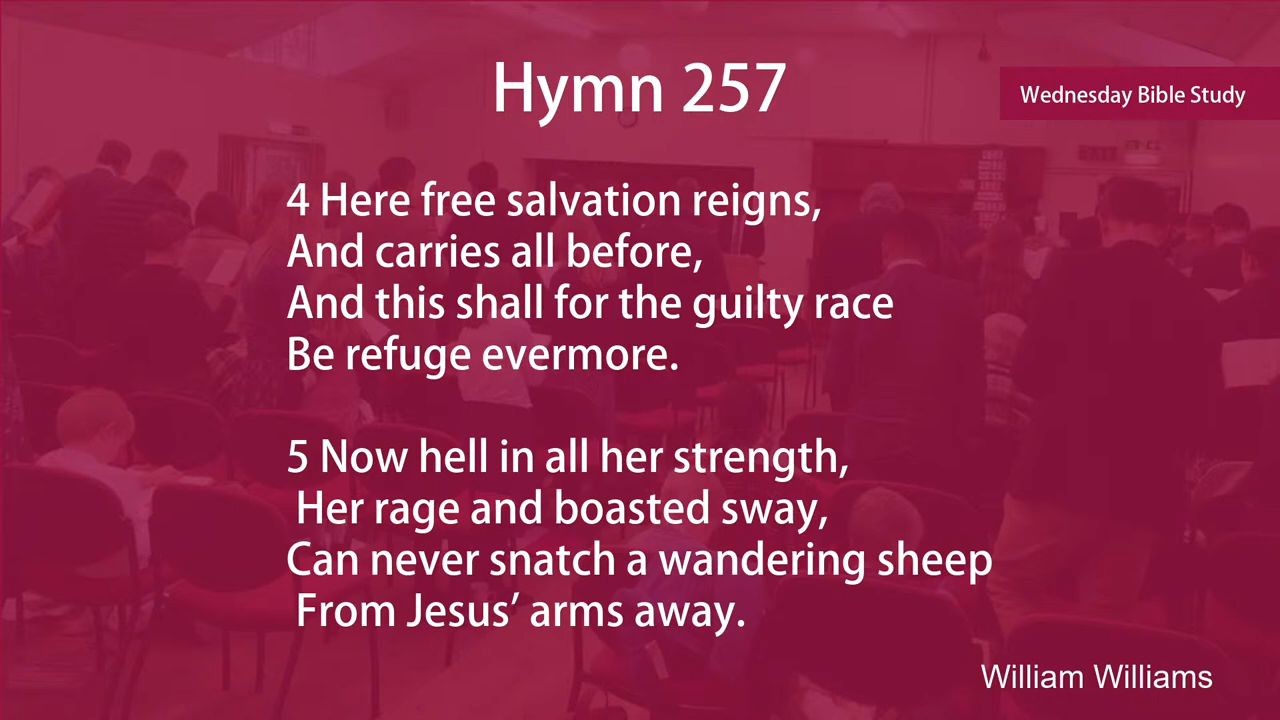 Hymn 257
Wednesday Bible Study
4 Here free salvation reigns,
And carries all before,
And this shall for the guilty race
Be refuge evermore.
5 Now hell in all her strength,
Her rage and boasted sway,
Can never snatch a wandering sheep
From Jesus’ arms away.
William Williams